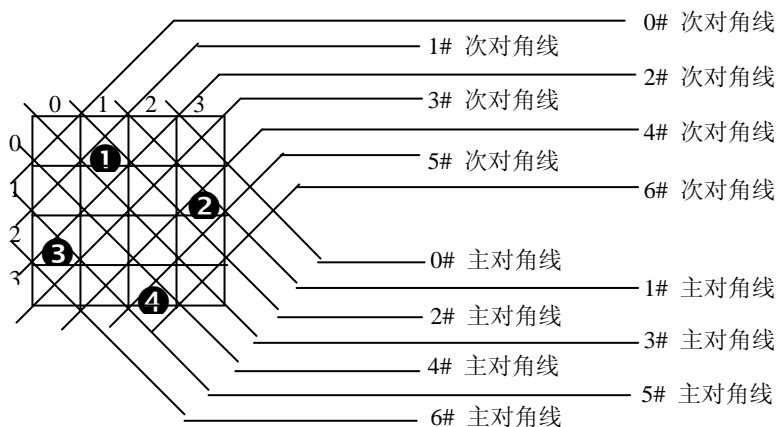 0# 次对角线
1# 次对角线
2# 次对角线
3# 次对角线
4# 次对角线
5# 次对角线
6# 次对角线
0 1 2 3
0
1
2
3
1
2
3
4
0# 主对角线
1# 主对角线
2# 主对角线
3# 主对角线
4# 主对角线
5# 主对角线
6# 主对角线